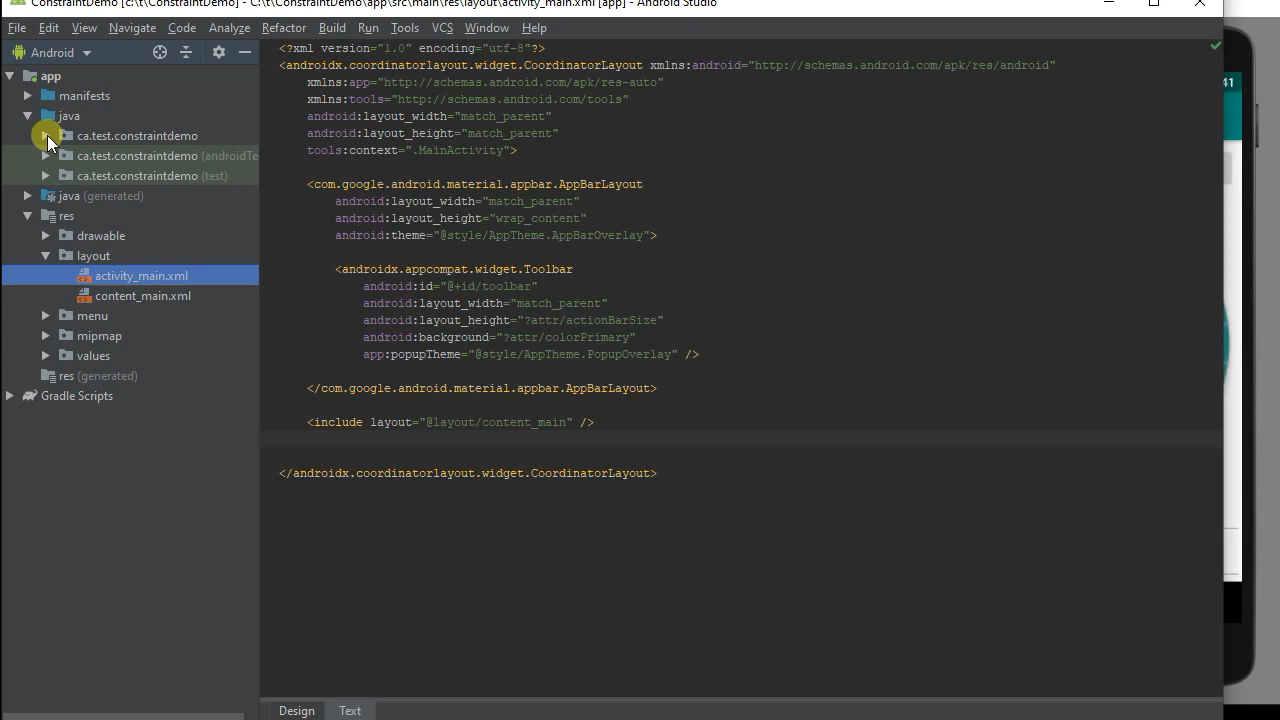 ConstraintDemo [c:\t\ConstraintDemo] - C:\t\ConstraintDemo\app\src\main\res\layout\activity_main.xml [app] - Android Studio
File Edit View Navigate Code Analyze Refactor Build Run Tools VCS Window Help
Android
app
manifests
java
ca.test.constraintdemo
ca.test.constraintdemo (androidTe
ca.test.constraintdemo (test)
java (generated)
res
drawable
layout
activity_main.xml
content_main.xml
menu
mipmap
values
res (generated)
Gradle Scripts
<?xml version="1.0" encoding="utf-8"?>
<androidx.coordinatorlayout.widget.CoordinatorLayout xmlns:android="http://schemas.android.com/apk/res/android"
xmlns:app="http://schemas.android.com/apk/res-auto"
xmlns:tools="http://schemas.android.com/tools"
android:layout_width="match_parent"
android:layout_height="match_parent"
tools:context=".MainActivity">
<com.google.android.material.appbar.AppBarLayout
android:layout_width="match_parent"
android:layout_height="wrap_content"
android:theme="@style/AppTheme.AppBarOverlay">
<androidx.appcompat.widget.Toolbar
android:id="@+id/toolbar"
android:layout_width="match_parent"
android:layout_height="?attr/actionBarSize"
android:background="?attr/colorPrimary"
app:popupTheme="@style/AppTheme.PopupOverlay" />
</com.google.android.material.appbar.AppBarLayout>
<include layout="@layout/content_main" />
</androidx.coordinatorlayout.widget.CoordinatorLayout>
Design Text
41